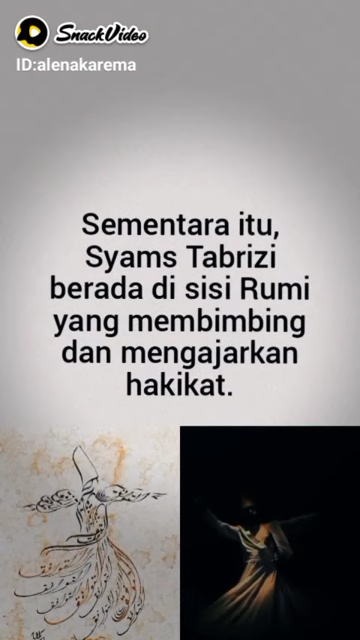 SnackVideo
ID:alenakarema
Sementara itu,
Syams Tabrizi
berada di sisi Rumi
yang membimbing
dan mengajarkan
hakikat.